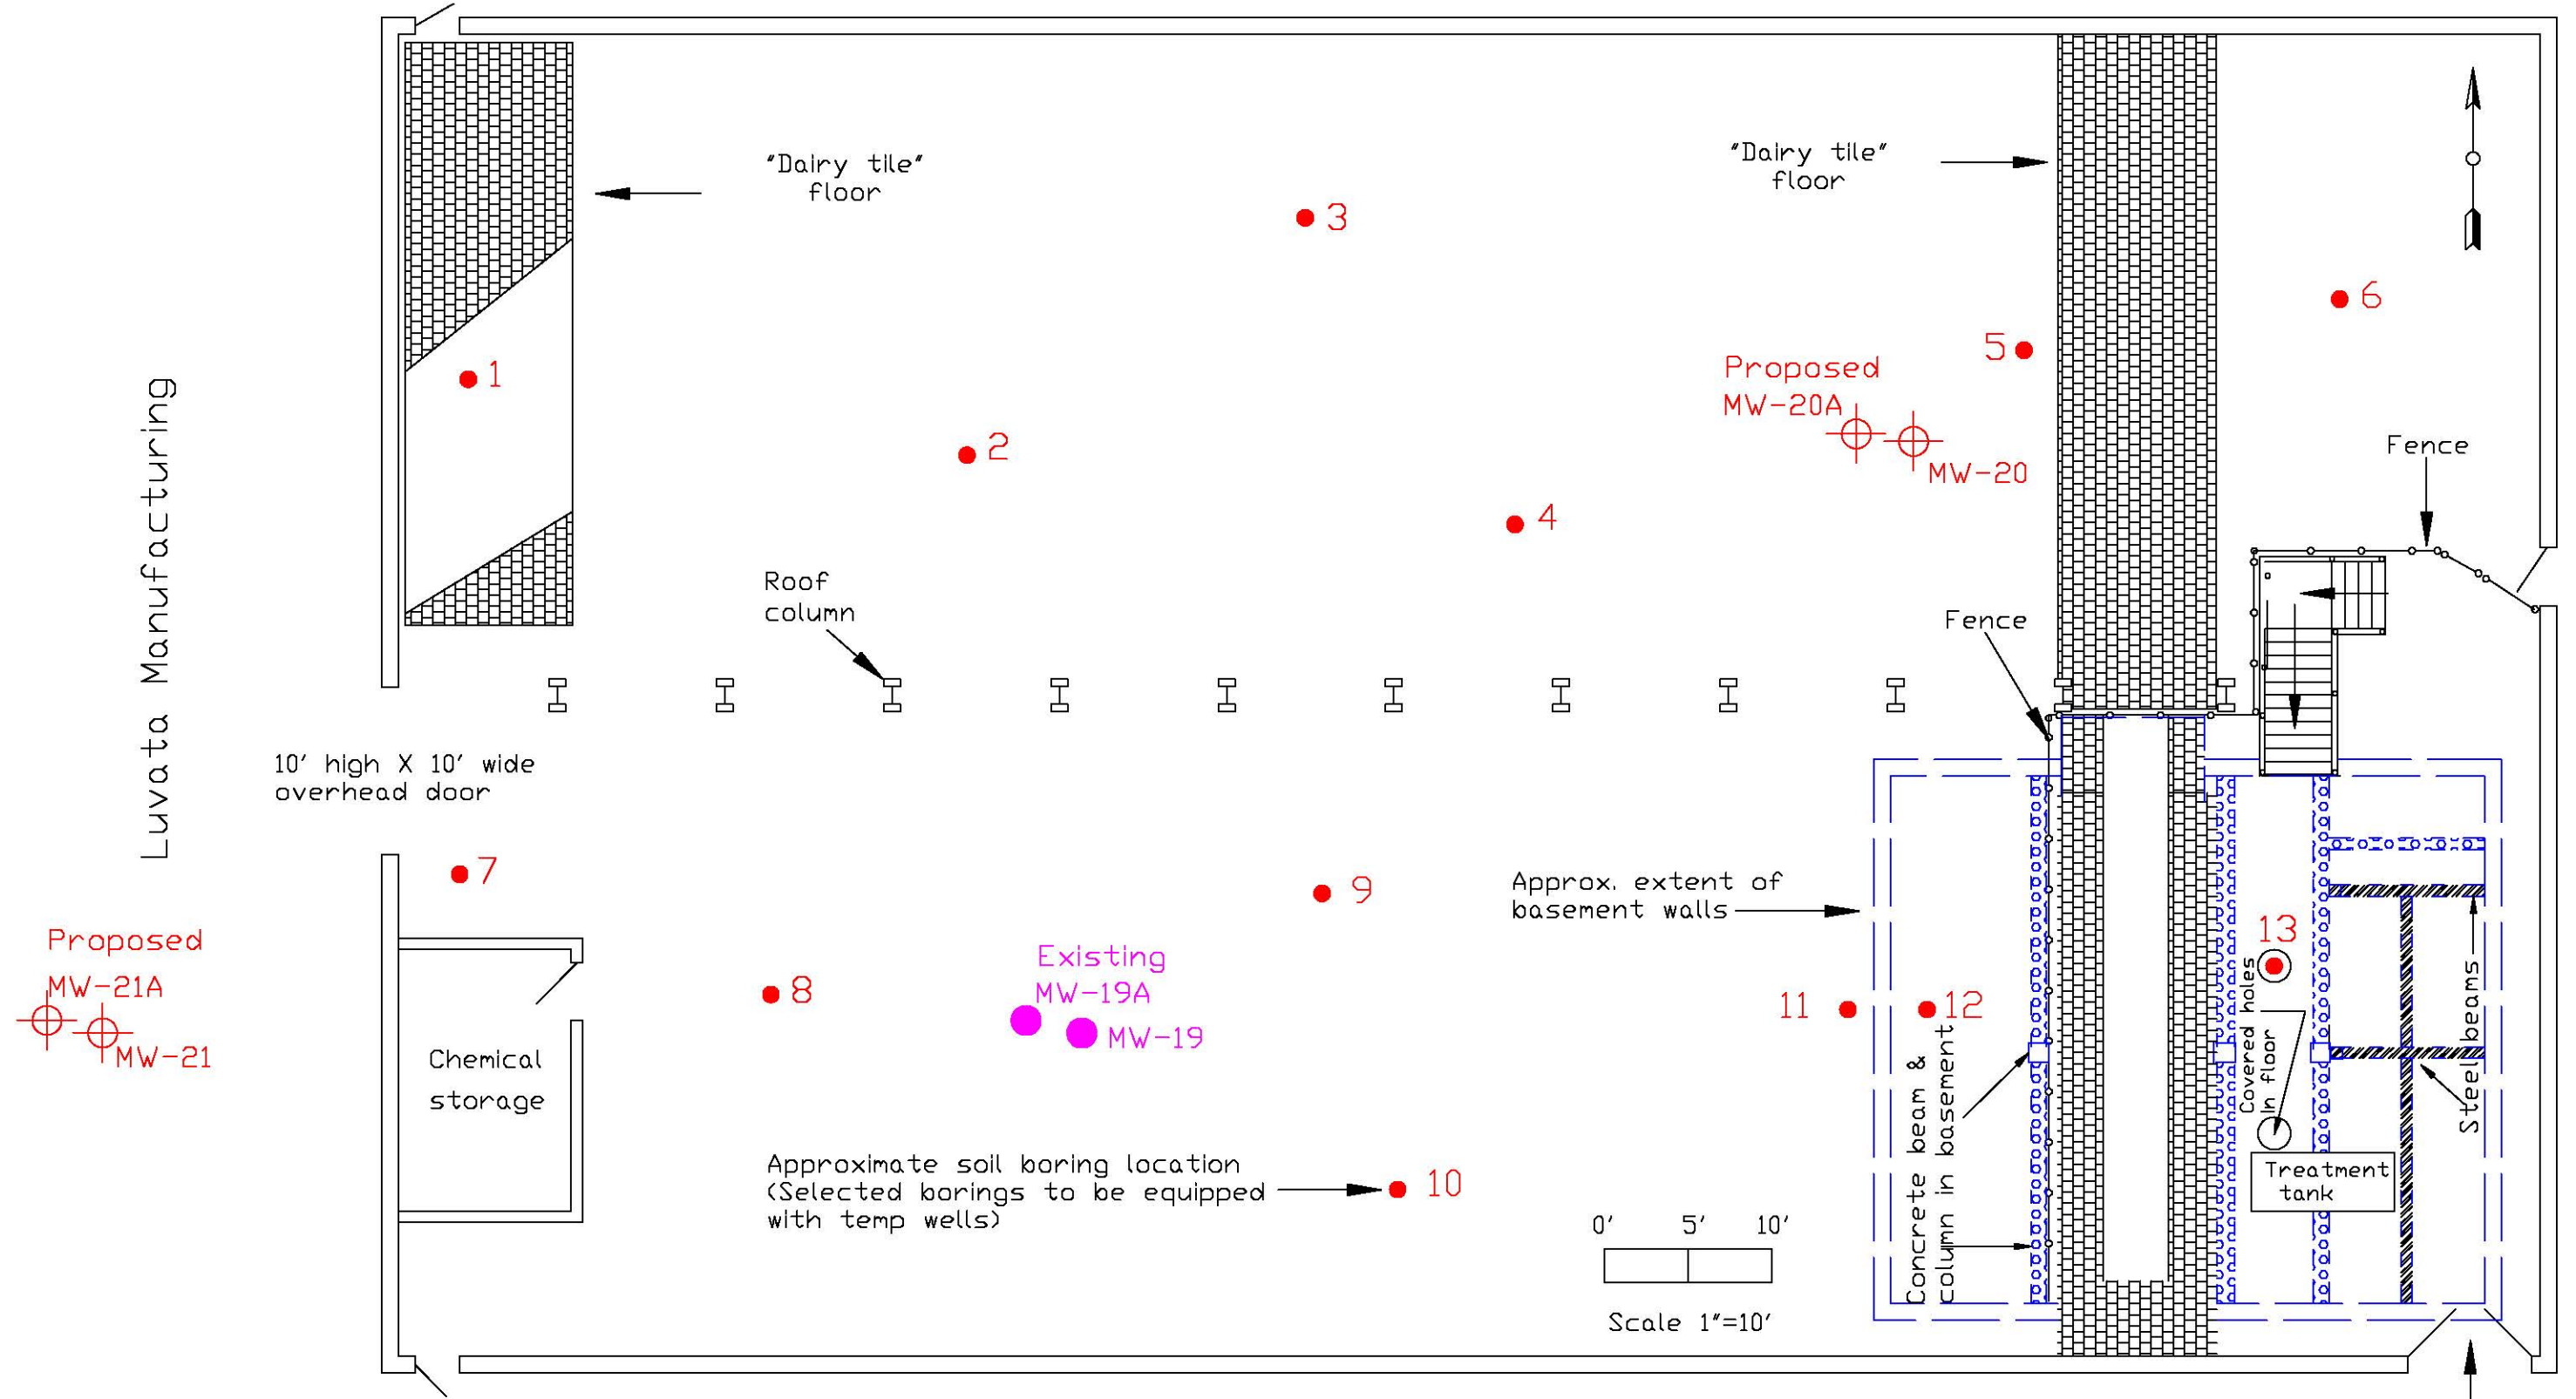 "Dairy tile"
floor
"Dairy tile"
floor
3
6
5
1
Proposed
MW-20A
MW-20
2
4
Fence
Luvata Manufacturing
Roof
column
Fence
10' high X 10' wide
overhead door
7
Approx. extent of
basement walls
9
Proposed
MW-21A
MW-21
Existing
MW-19A
MW-19
8
11
12
13
Covered holes
In floor
Steel beams
Chemical
storage
Concrete beam &
column in basement
Approximate soil boring location
(Selected borings to be equipped
with temp wells)
10
Treatment
tank
0' 5' 10'
Scale 1"=10'